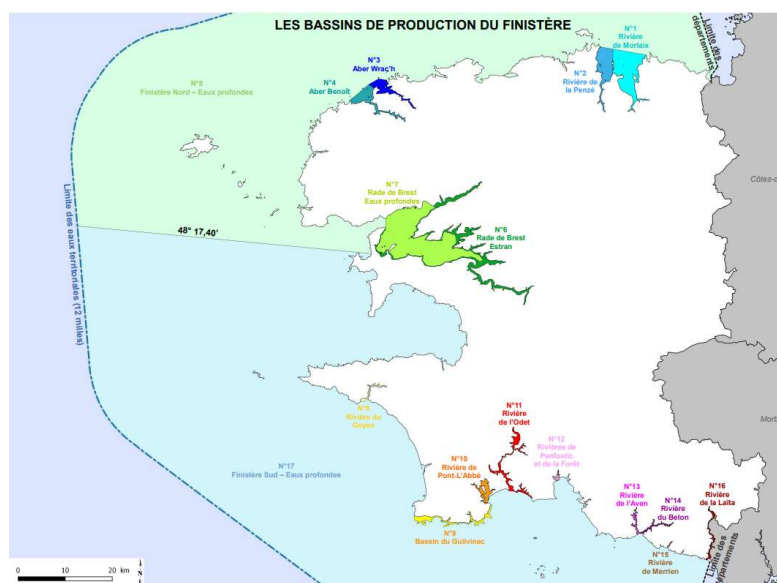 LES BASSINS DE PRODUCTION DU FINISTÈRE
N°1
Rivière
de Morlaix
Limite des
départements
N°2
Rivière de
la Penzé
N°3
Aber Wrac'h
N°4
Aber Benoît
N°5
Finistère Nord – Eaux profondes
Côtes-d
N°7
Rade de Brest
Eaux profondes
N°6
Rade de Brest
Estran
48° 17,40'
Limite des eaux territoriales (12 milles)
N°8
Rivière du
Goyen
N°11
Rivière
de l'Odet
N°12
Rivières de
Penfoulic
et de la Forêt
Morb
N°17
Finistère Sud – Eaux profondes
N°10
Rivière de
Pont-L'Abbé
N°13
Rivière
de l'Aven
N°14
Rivière
du Belon
N°16
Rivière
de la Laïta
N°9
Bassin du Guilvinec
N°15
Rivière
de Merrien
Limite des
départements
0 10 20 km